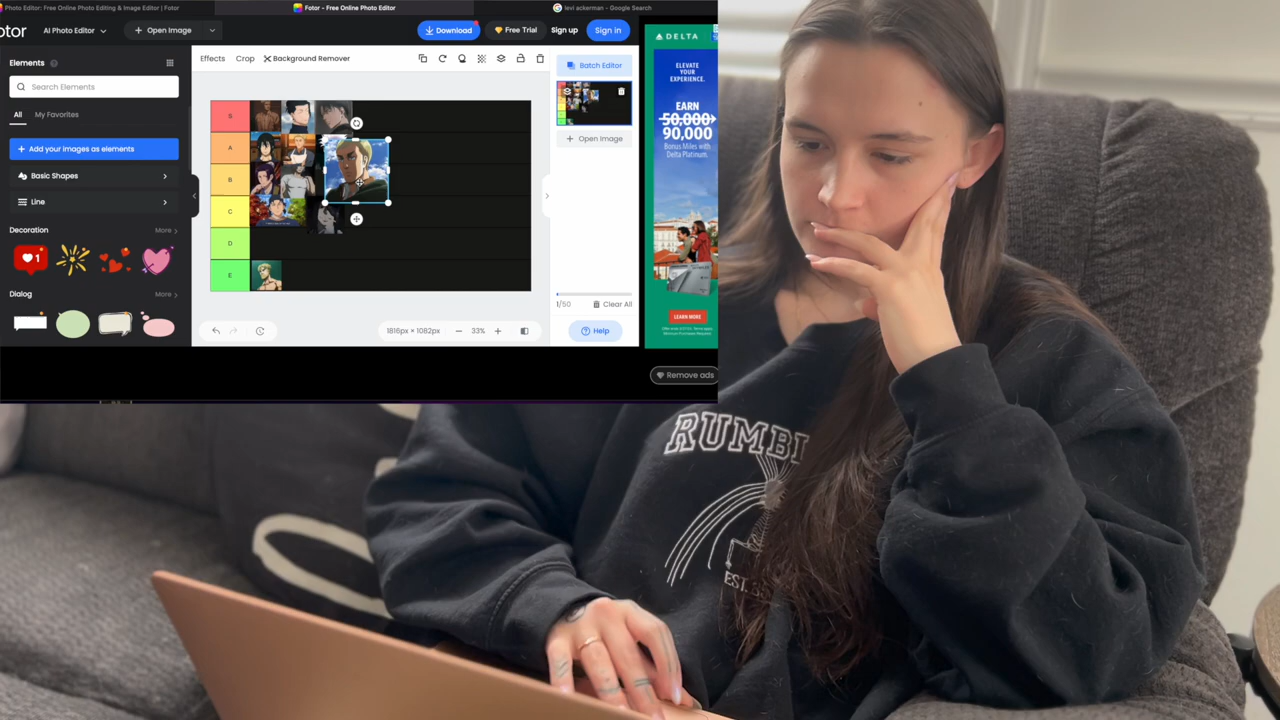 Photo Editor: Free Online Photo Editing & Image Editor | Fotor
Fotor - Free Online Photo Editor
levi ackerman - Google Search
otor
AI Photo Editor
Open Image
Download
Free Trial
Sign up
Sign in
Elements
Search Elements
All
My Favorites
Add your images as elements
Basic Shapes
Line
Decoration
More
1
Dialog
More
Effects
Crop
Background Remover
S
A
B
C
D
E
1816px × 1082px
33%
Batch Editor
Open Image
1/50
Clear All
Help
DELTA
ELEVATE
YOUR
EXPERIENCE.
EARN
50,000
90,000
Bonus Miles with
Delta Platinum.
LEARN MORE
Remove ads
RUMBL
EST.